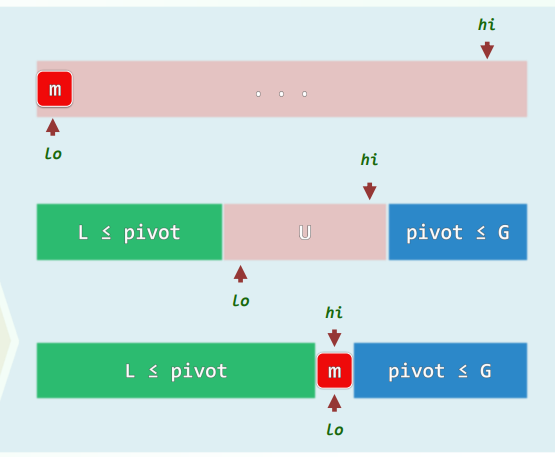 hi
m . . .
lo
hi
L ≤ pivot U pivot ≤ G
lo
hi
L ≤ pivot m pivot ≤ G
lo